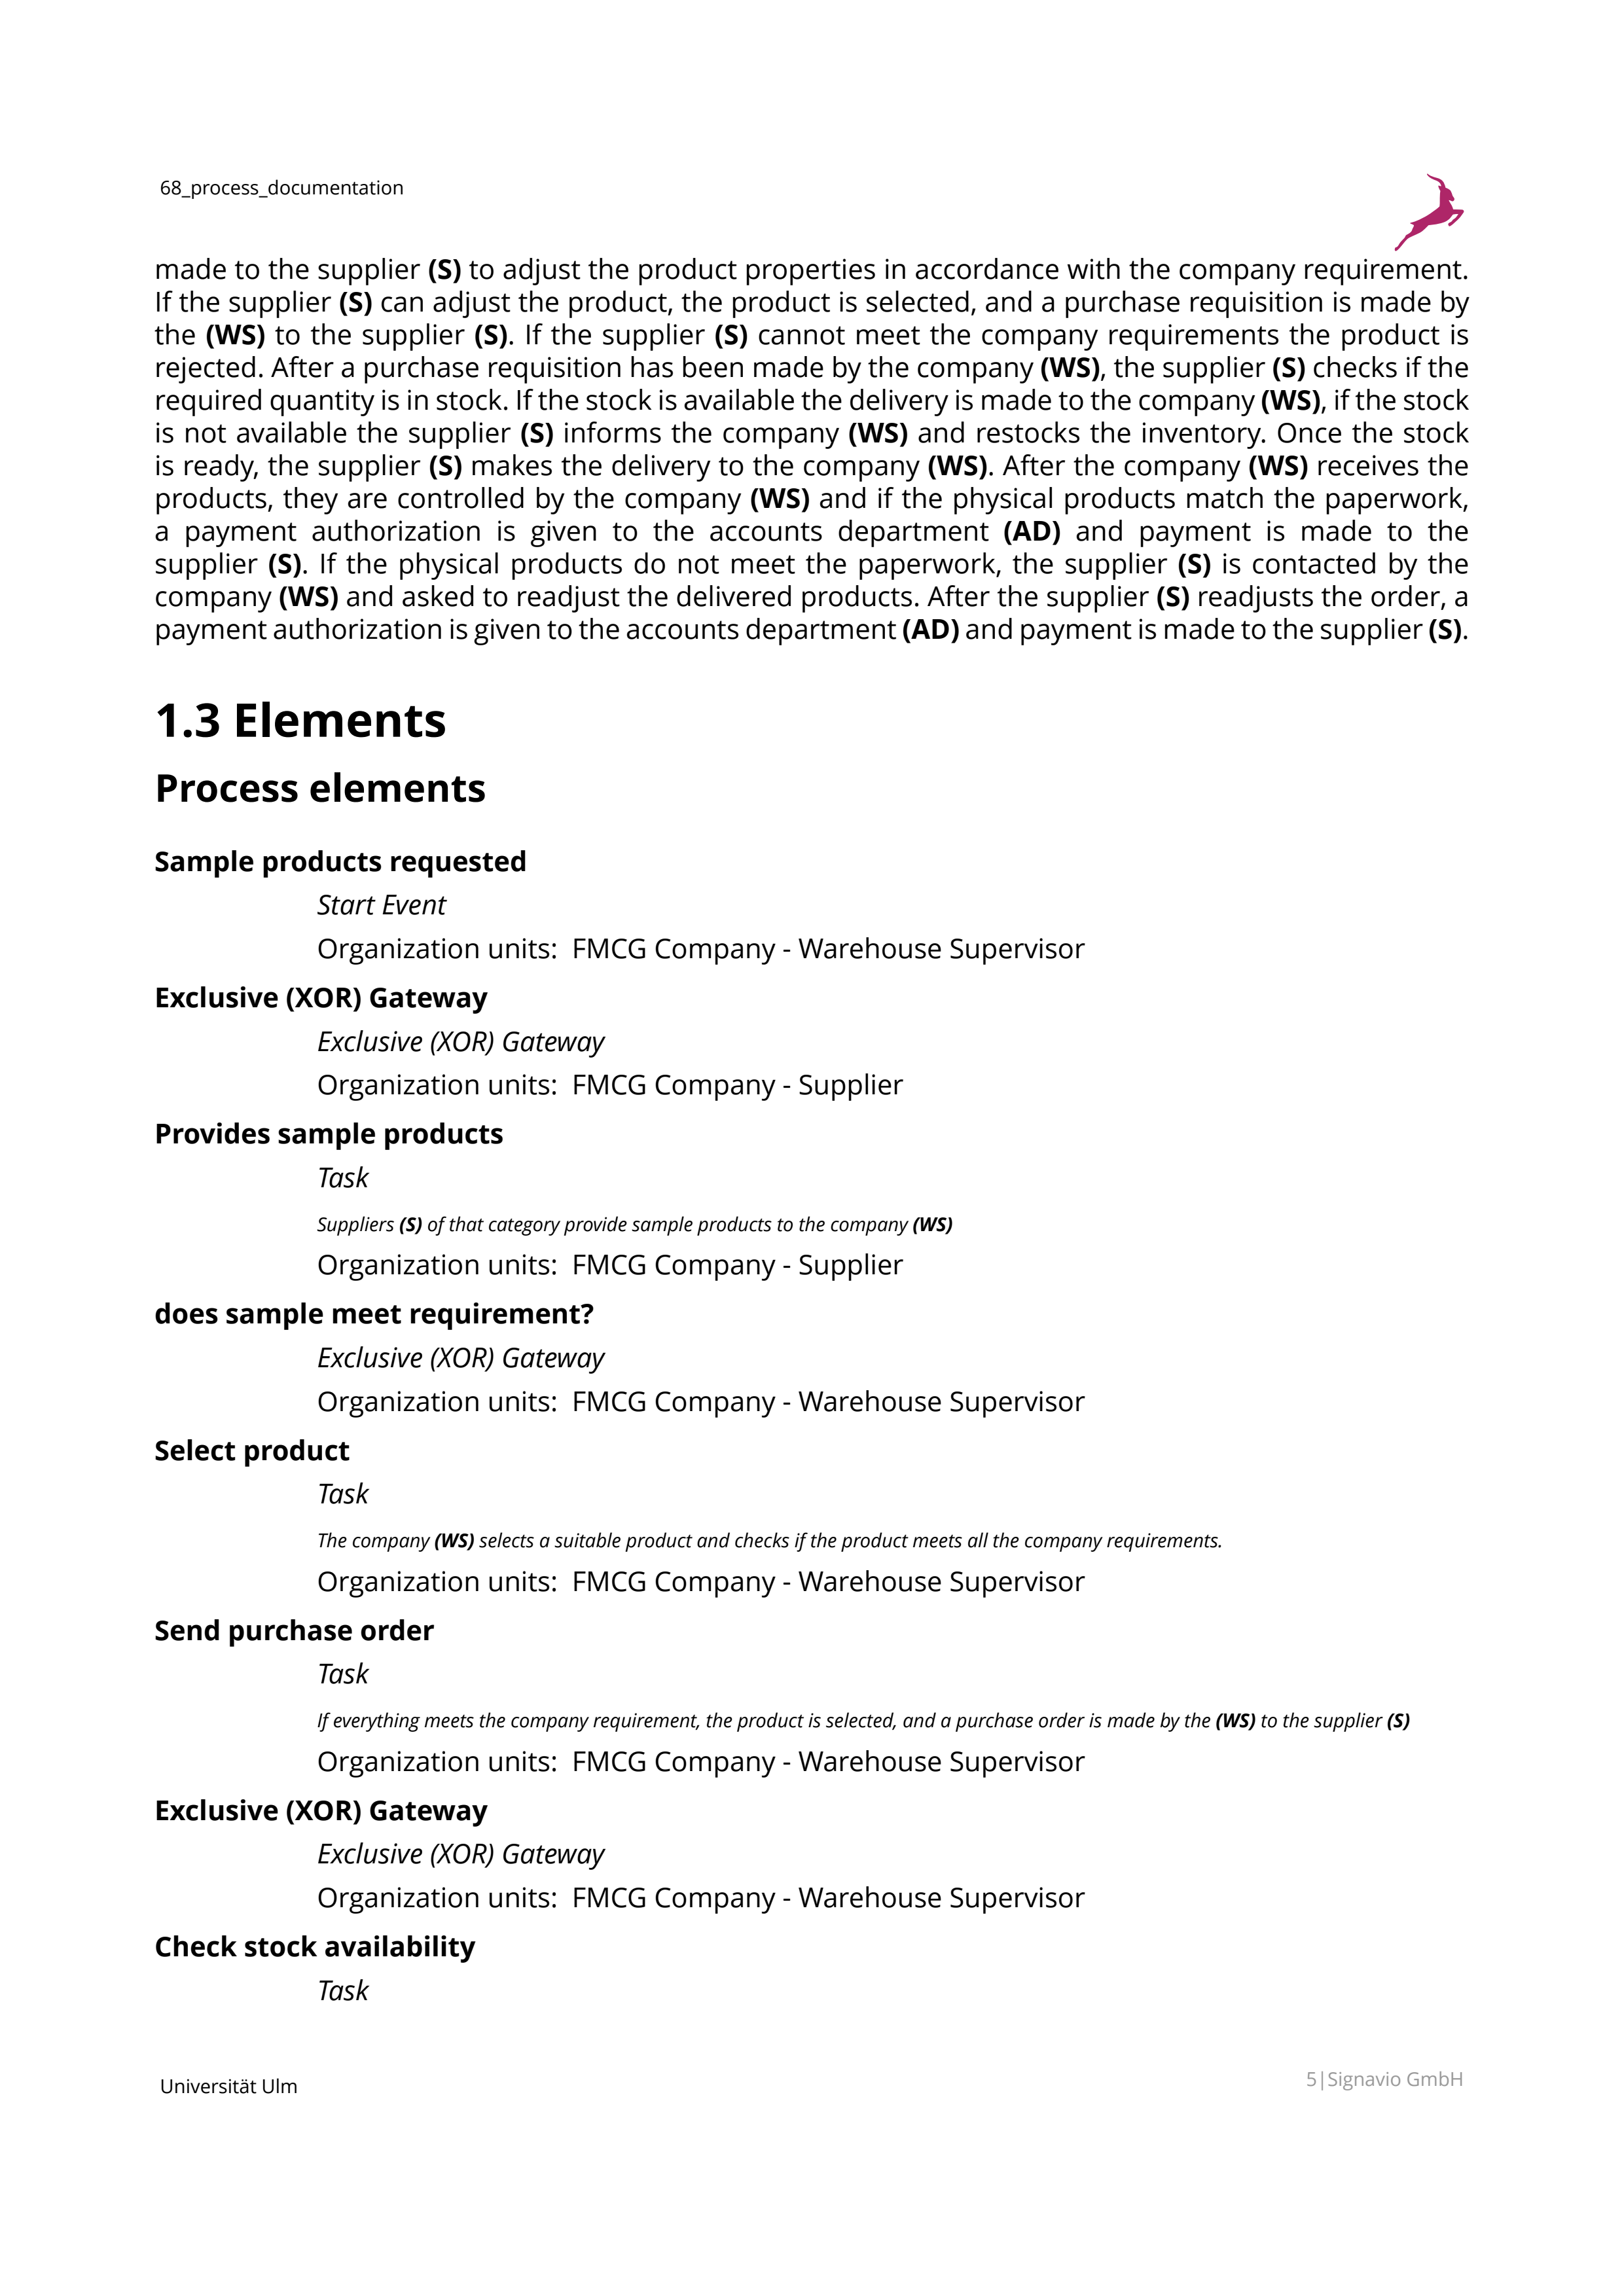 68_process_documentation
made to the supplier (S) to adjust the product properties in accordance with the company requirement.
If the supplier (S) can adjust the product, the product is selected, and a purchase requisition is made by
the (WS) to the supplier (S). If the supplier (S) cannot meet the company requirements the product is
rejected. After a purchase requisition has been made by the company (WS), the supplier (S) checks if the
required quantity is in stock. If the stock is available the delivery is made to the company (WS), if the stock
is not available the supplier (S) informs the company (WS) and restocks the inventory. Once the stock
is ready, the supplier (S) makes the delivery to the company (WS). After the company (WS) receives the
products, they are controlled by the company (WS) and if the physical products match the paperwork,
a payment authorization is given to the accounts department (AD) and payment is made to the
supplier (S). If the physical products do not meet the paperwork, the supplier (S) is contacted by the
company (WS) and asked to readjust the delivered products. After the supplier (S) readjusts the order, a
payment authorization is given to the accounts department (AD) and payment is made to the supplier (S).
1.3 Elements
Process elements
Sample products requested
Start Event
Organization units:  FMCG Company - Warehouse Supervisor
Exclusive (XOR) Gateway
Exclusive (XOR) Gateway
Organization units:  FMCG Company - Supplier
Provides sample products
Task
Suppliers (S) of that category provide sample products to the company (WS)
Organization units:  FMCG Company - Supplier
does sample meet requirement?
Exclusive (XOR) Gateway
Organization units:  FMCG Company - Warehouse Supervisor
Select product
Task
The company (WS) selects a suitable product and checks if the product meets all the company requirements.
Organization units:  FMCG Company - Warehouse Supervisor
Send purchase order
Task
If everything meets the company requirement, the product is selected, and a purchase order is made by the (WS) to the supplier (S)
Organization units:  FMCG Company - Warehouse Supervisor
Exclusive (XOR) Gateway
Exclusive (XOR) Gateway
Organization units:  FMCG Company - Warehouse Supervisor
Check stock availability
Task
Universität Ulm
5|Signavio GmbH